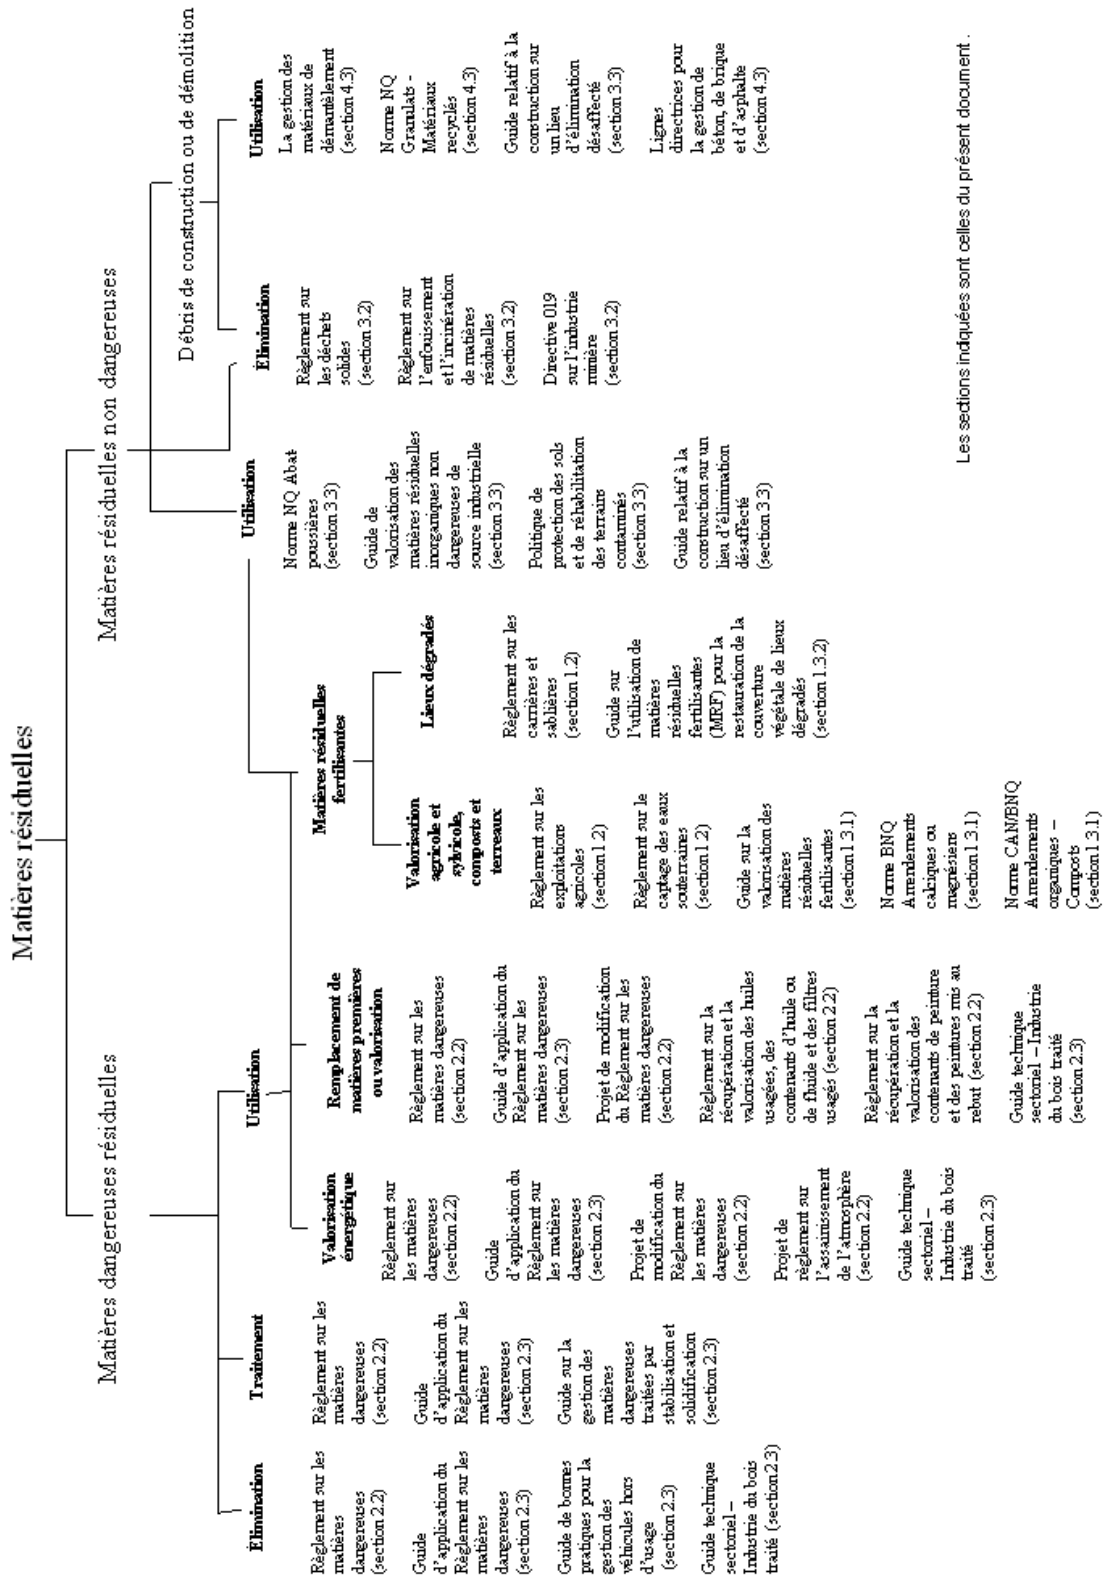 Matières résiduelles
Matières dangereuses résiduelles
Matières résiduelles non dangereuses
Débris de construction ou de démolition
Élimination
Règlement sur les
matières
dangereuses
(section 2.2)
Guide
d'application du
Règlement sur les
matières
dangereuses
(section 2.3)
Guide de bonnes
pratiques pour la
gestion des
véhicules hors
d'usage
(section 2.3)
Guide technique
sectoriel –
Industrie du bois
traité (section 2.3)
Traitement
Règlement sur les
matières
dangereuses
(section 2.2)
Guide
d'application du
Règlement sur les
matières
dangereuses
(section 2.3)
Guide sur la
gestion des
matières
dangereuses
traitées par
stabilisation et
solidification
(section 2.3)
Utilisation
Valorisation
énergétique
Règlement sur
les matières
dangereuses
(section 2.2)
Guide
d'application du
Règlement sur
les matières
dangereuses
(section 2.3)
Projet de
modification du
Règlement sur
les matières
dangereuses
(section 2.2)
Projet de
règlement sur
l'assainissement
de l'atmosphère
(section 2.2)
Guide technique
sectoriel –
Industrie du bois
traité
(section 2.3)
Remplacement de
matières premières
ou valorisation
Règlement sur les
matières dangereuses
(section 2.2)
Guide d'application du
Règlement sur les
matières dangereuses
(section 2.3)
Projet de modification
du Règlement sur les
matières dangereuses
(section 2.2)
Règlement sur la
récupération et la
valorisation des huiles
usagées, des
contenants d'huile ou
de fluide et des filtres
usagés (section 2.2)
Règlement sur la
récupération et la
valorisation des
contenants de peinture
et des peintures mis au
rebut (section 2.2)
Guide technique
sectoriel – Industrie
du bois traité
(section 2.3)
Matières résiduelles
fertilisantes
Valorisation
agricole et
sylvicole,
composts et
terreaux
Règlement sur les
exploitations
agricoles
(section 1.2)
Règlement sur le
captage des eaux
souterraines
(section 1.2)
Guide sur la
valorisation des
matières
résiduelles
fertilisantes
(section 1.3.1)
Norme BNQ
Amendements
calciques ou
magnésiens
(section 1.3.1)
Norme CAN/BNQ
Amendements
organiques –
Composts
(section 1.3.1)
Lieux dégradés
Règlement sur les
carrières et
sablières
(section 1.2)
Guide sur
l'utilisation de
matières
résiduelles
fertilisantes
(MRF) pour la
restauration de la
couverture
végétale de lieux
dégradés
(section 1.3.2)
Utilisation
Norme NQ Abat
poussières
(section 3.3)
Guide de
valorisation des
matières résiduelles
inorganiques non
dangereuses de
source industrielle
(section 3.3)
Politique de
protection des sols
et de réhabilitation
des terrains
contaminés
(section 3.3)
Guide relatif à la
construction sur un
lieu d'élimination
désaffecté
(section 3.3)
Élimination
Règlement sur
les déchets
solides
(section 3.2)
Règlement sur
l'enfouissement
et l'incinération
de matières
résiduelles
(section 3.2)
Directive 019
sur l'industrie
minière
(section 3.2)
Utilisation
La gestion des
matériaux de
démantèlement
(section 4.3)
Norme NQ
Granulats -
Matériaux
recyclés
(section 4.3)
Guide relatif à la
construction sur
un lieu
d'élimination
désaffecté
(section 3.3)
Lignes
directrices pour
la gestion de
béton, de brique
et d'asphalte
(section 4.3)
Les sections indiquées sont celles du présent document .